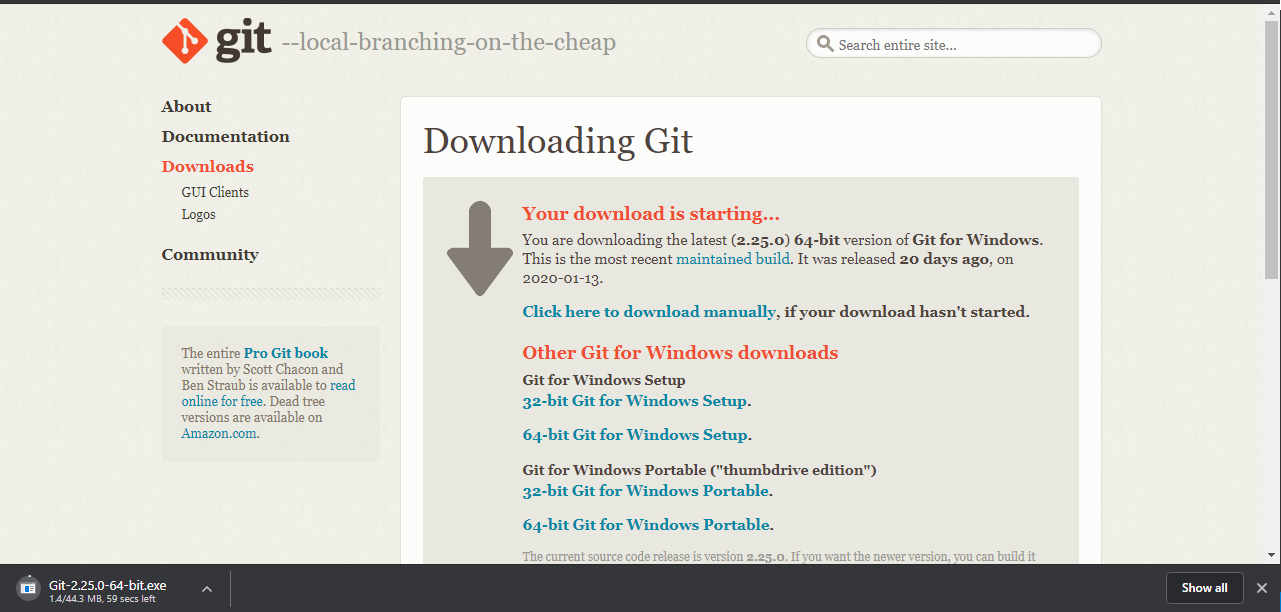 git --local-branching-on-the-cheap
Search entire site...
About
Documentation
Downloads
GUI Clients
Logos
Community
The entire Pro Git book
written by Scott Chacon and
Ben Straub is available to read
online for free. Dead tree
versions are available on
Amazon.com.
Downloading Git
Your download is starting...
You are downloading the latest (2.25.0) 64-bit version of Git for Windows.
This is the most recent maintained build. It was released 20 days ago, on
2020-01-13.
Click here to download manually, if your download hasn't started.
Other Git for Windows downloads
Git for Windows Setup
32-bit Git for Windows Setup.
64-bit Git for Windows Setup.
Git for Windows Portable ("thumbdrive edition")
32-bit Git for Windows Portable.
64-bit Git for Windows Portable.
The current source code release is version 2.25.0. If you want the newer version, you can build it
Git-2.25.0-64-bit.exe
1.4/44.3 MB, 59 secs left
Show all